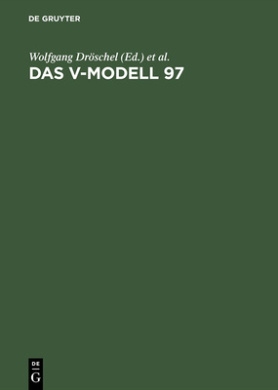 DE GRUYTER
Wolfgang Dröschel (Ed.) et al.
DAS V-MODELL 97
DE
G